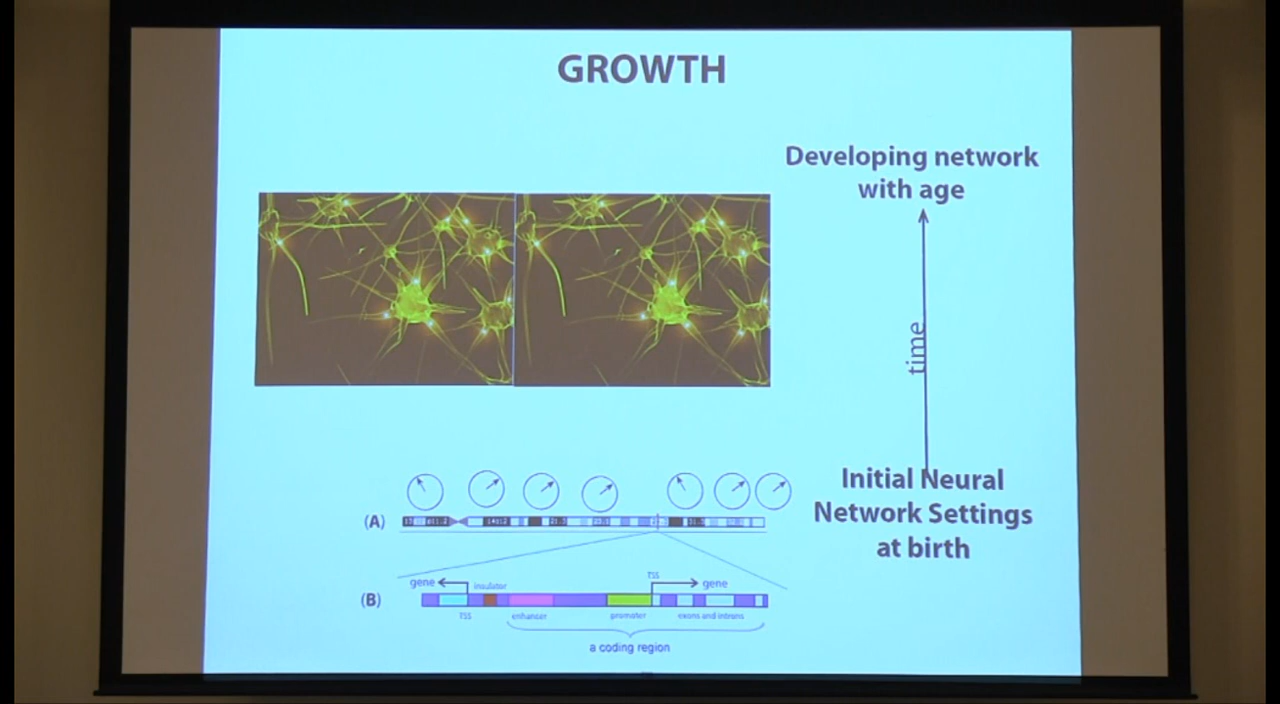 GROWTH
Developing network
with age
time
Initial Neural
Network Settings
at birth
(A)
gene
insulator
TSS
gene
(B)
TSS
enhancer
promoter
exons and introns
a coding region